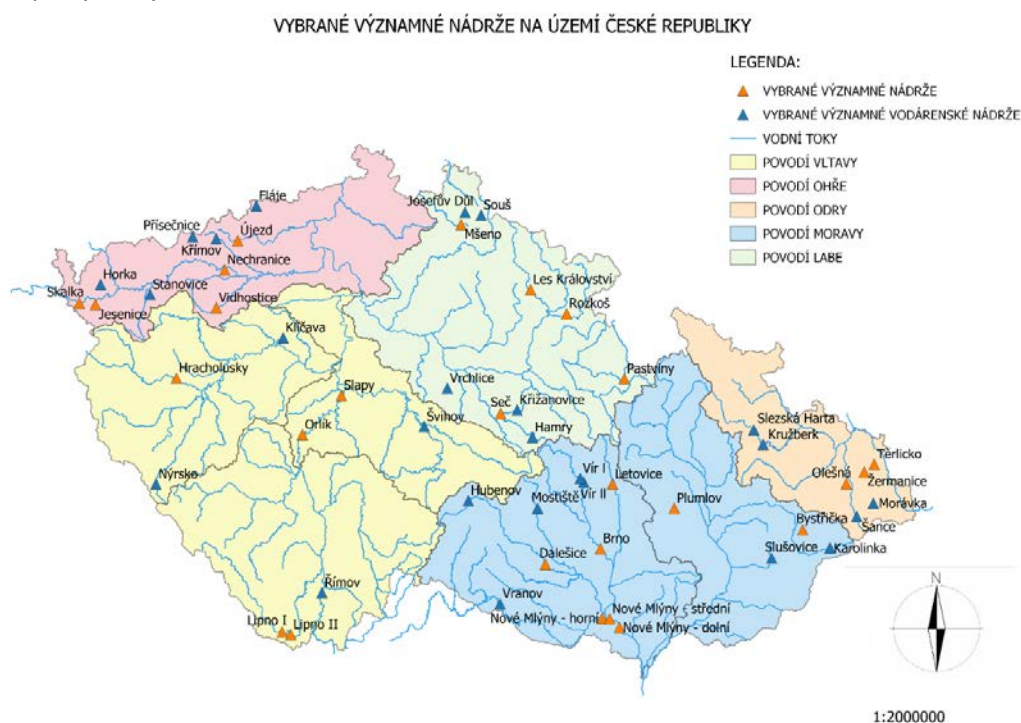 VYBRANÉ VÝZNAMNÉ NÁDRŽE NA ÚZEMÍ ČESKÉ REPUBLIKY
LEGENDA:
VYBRANÉ VÝZNAMNÉ NÁDRŽE
VYBRANÉ VÝZNAMNÉ VODÁRENSKÉ NÁDRŽE
VODNÍ TOKY
POVODÍ VLTAVY
POVODÍ OHŘE
POVODÍ ODRY
POVODÍ MORAVY
POVODÍ LABE
Fláje
Josefův Důl
Souš
Přísečnice
Újezd
Mšeno
Křímov
Nechranice
Horka
Stanovice
Les Království
Skalka
Jesenice
Vidhostice
Rozkoš
Klíčava
Hracholusky
Slapy
Vrchlice
Pastvíny
Seč
Křižanovice
Orlík
Švihov
Hamry
Slezská Harta
Kružberk
Těrlicko
Nýrsko
Vír I
Letovice
Olešná
Žermanice
Hubenov
Mostiště
Vír II
Plumlov
Morávka
Bystřička
Šance
Brno
Slušovice
Karolinka
Dalešice
Římov
Vranov
Nové Mlýny - střední
Nové Mlýny - horní
Lipno I
Lipno II
Nové Mlýny - dolní
N
1:2000000